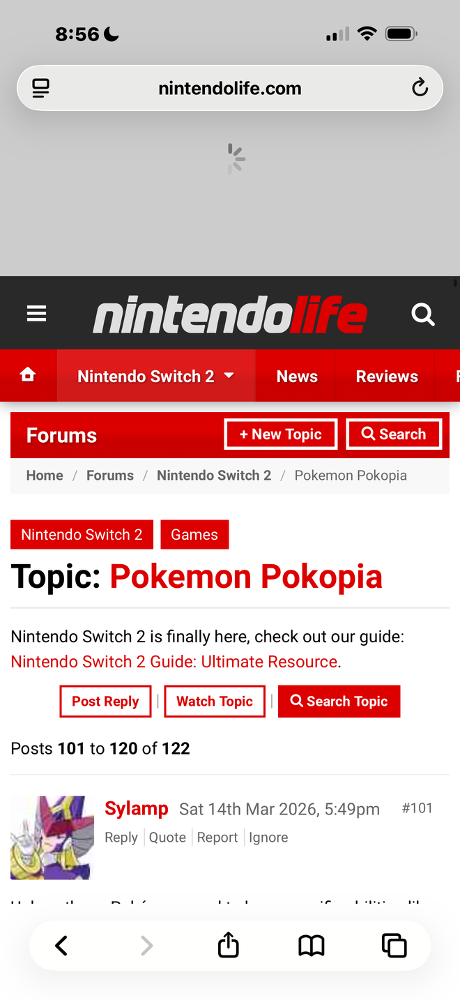 8:56
nintendolife.com
nintendolife
Nintendo Switch 2 News Reviews
Forums + New Topic Search
Home / Forums / Nintendo Switch 2 / Pokemon Pokopia
Nintendo Switch 2 Games
Topic: Pokemon Pokopia
Nintendo Switch 2 is finally here, check out our guide:
Nintendo Switch 2 Guide: Ultimate Resource.
Post Reply | Watch Topic | Search Topic
Posts 101 to 120 of 122
Sylamp Sat 14th Mar 2026, 5:49pm #101
Reply Quote Report Ignore